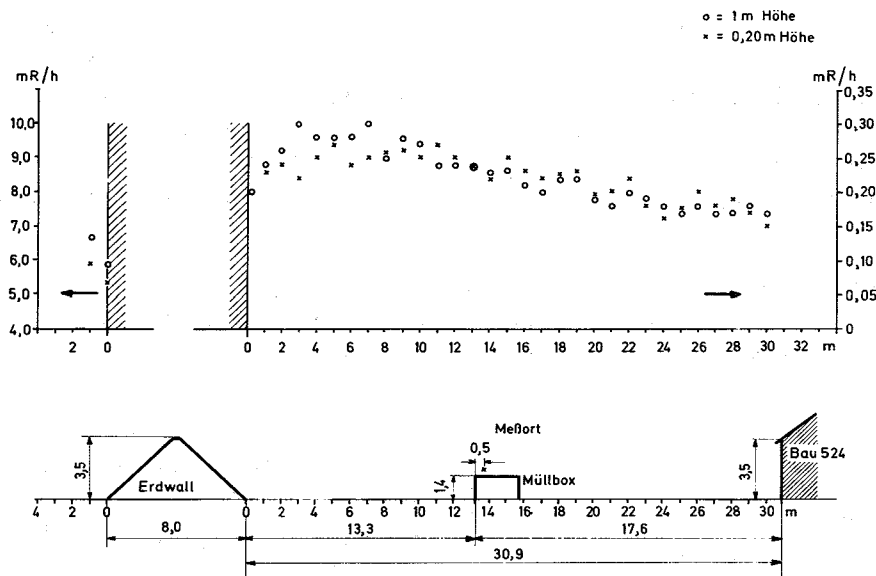 o = 1 m Höhe
x = 0,20 m Höhe
mR/h
mR/h
0,35
10,0
0,30
9,0
0,25
8,0
0,20
7,0
0,15
6,0
0,10
5,0
0,05
4,0
0
2 0 0 2 4 6 8 10 12 14 16 18 20 22 24 26 28 30 32 m
Meßort
0,5
3,5
Erdwall
1,4
Müllbox
3,5
Bau 524
4 2 0 0 2 4 6 8 10 12 14 16 18 20 22 24 26 28 30 m
8,0
13,3
17,6
30,9